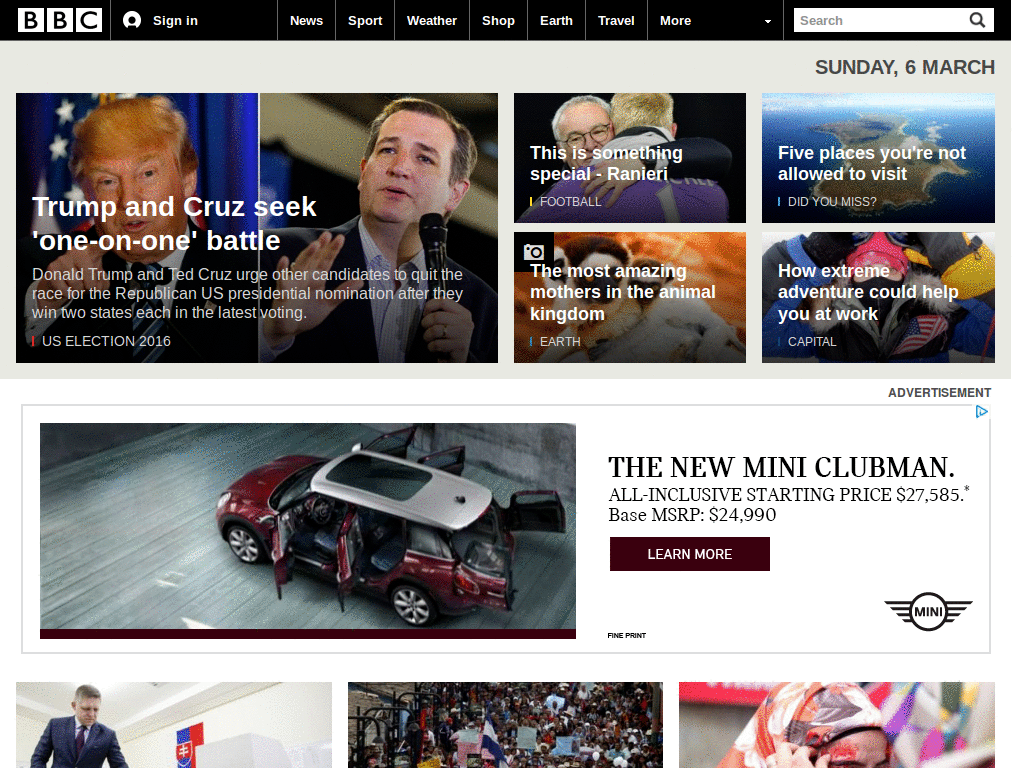 BBC
Sign in
News
Sport
Weather
Shop
Earth
Travel
More
Search
SUNDAY, 6 MARCH
Trump and Cruz seek
'one-on-one' battle
Donald Trump and Ted Cruz urge other candidates to quit the
race for the Republican US presidential nomination after they
win two states each in the latest voting.
US ELECTION 2016
This is something
special - Ranieri
FOOTBALL
Five places you're not
allowed to visit
DID YOU MISS?
The most amazing
mothers in the animal
kingdom
EARTH
How extreme
adventure could help
you at work
CAPITAL
ADVERTISEMENT
THE NEW MINI CLUBMAN.
ALL-INCLUSIVE STARTING PRICE $27,585.*
Base MSRP: $24,990
LEARN MORE
MINI
FINE PRINT